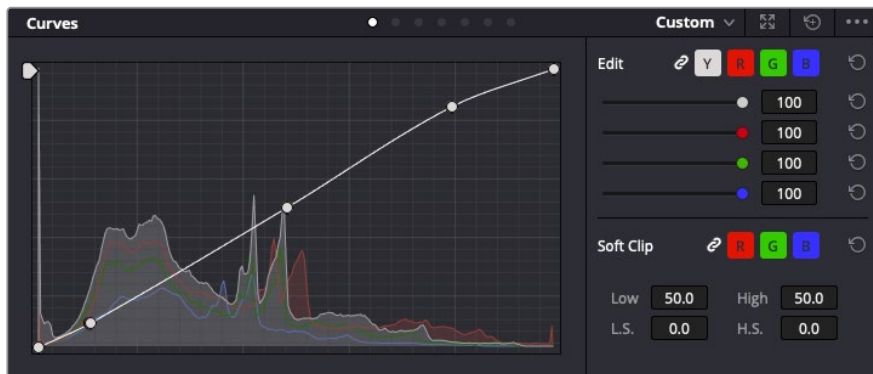 Curves
Custom
Edit Y R G B
100
100
100
100
Soft Clip R G B
Low 50.0 High 50.0
L.S. 0.0 H.S. 0.0